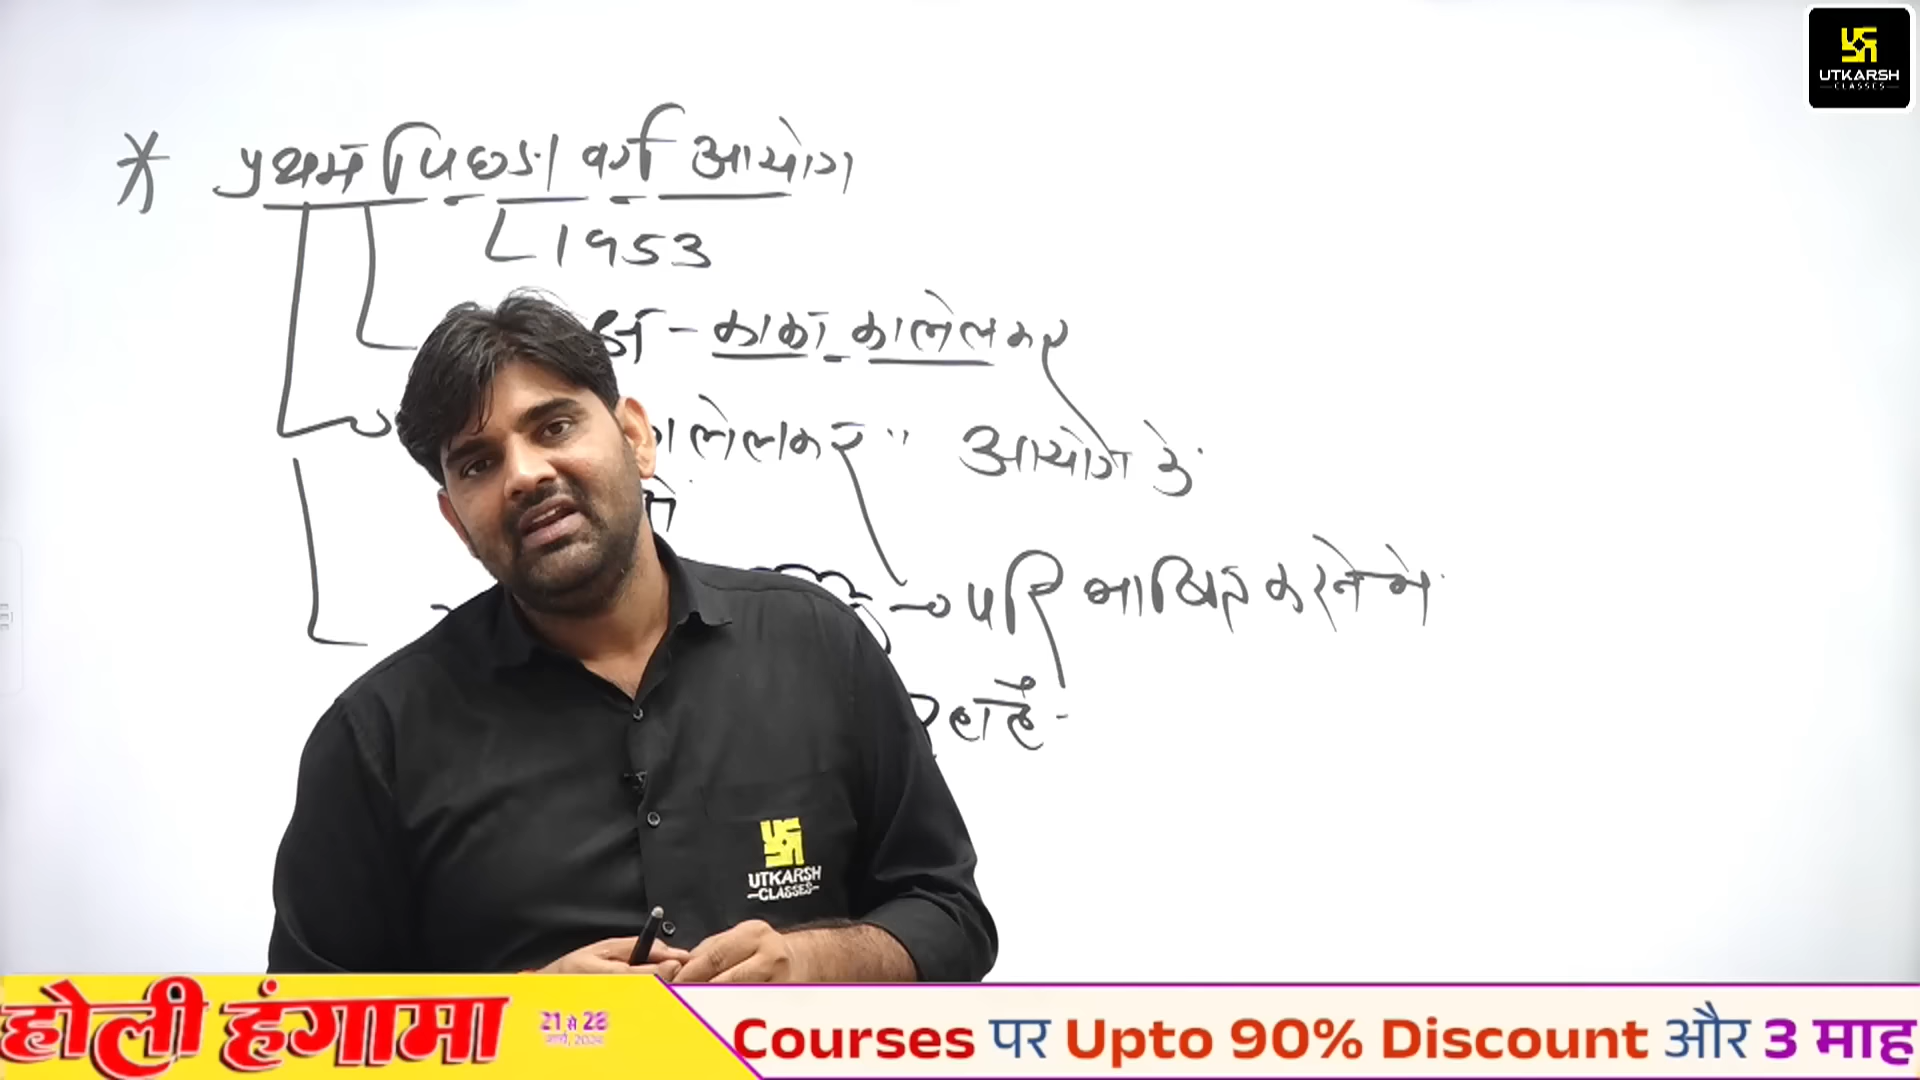 UTKARSH
CLASSES
* प्रथम पिछड़ा वर्ग आयोग
1953
- काका कालेलकर
कालेलकर" आयोग के
परिभाषित करने में
रहा है-
UTKARSH
CLASSES
होली हंगामा
21 से 28
मार्च, 2024
Courses पर Upto 90% Discount और 3 माह